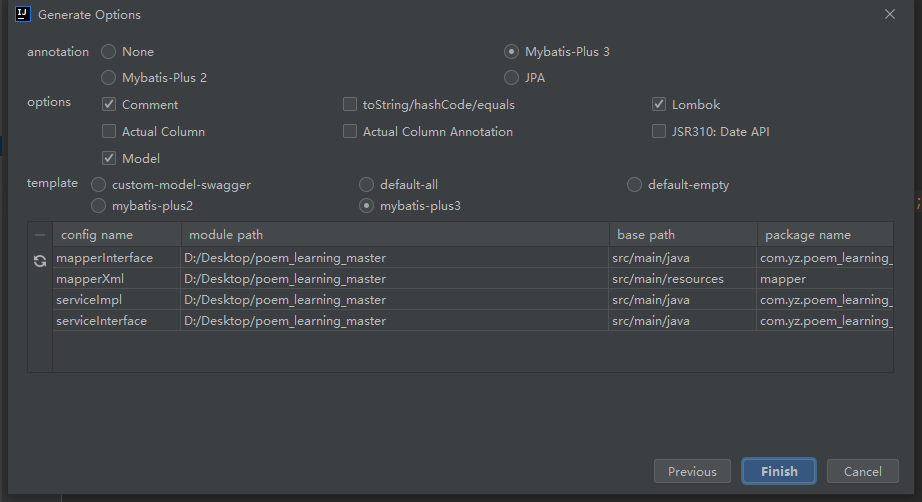 Generate Options
annotation None Mybatis-Plus 3
Mybatis-Plus 2 JPA
options Comment toString/hashCode/equals Lombok
Actual Column Actual Column Annotation JSR310: Date API
Model
template custom-model-swagger default-all default-empty
mybatis-plus2 mybatis-plus3
config name module path base path package name
mapperInterface D:/Desktop/poem_learning_master src/main/java com.yz.poem_learning_
mapperXml D:/Desktop/poem_learning_master src/main/resources mapper
serviceImpl D:/Desktop/poem_learning_master src/main/java com.yz.poem_learning_
serviceInterface D:/Desktop/poem_learning_master src/main/java com.yz.poem_learning_
Previous Finish Cancel